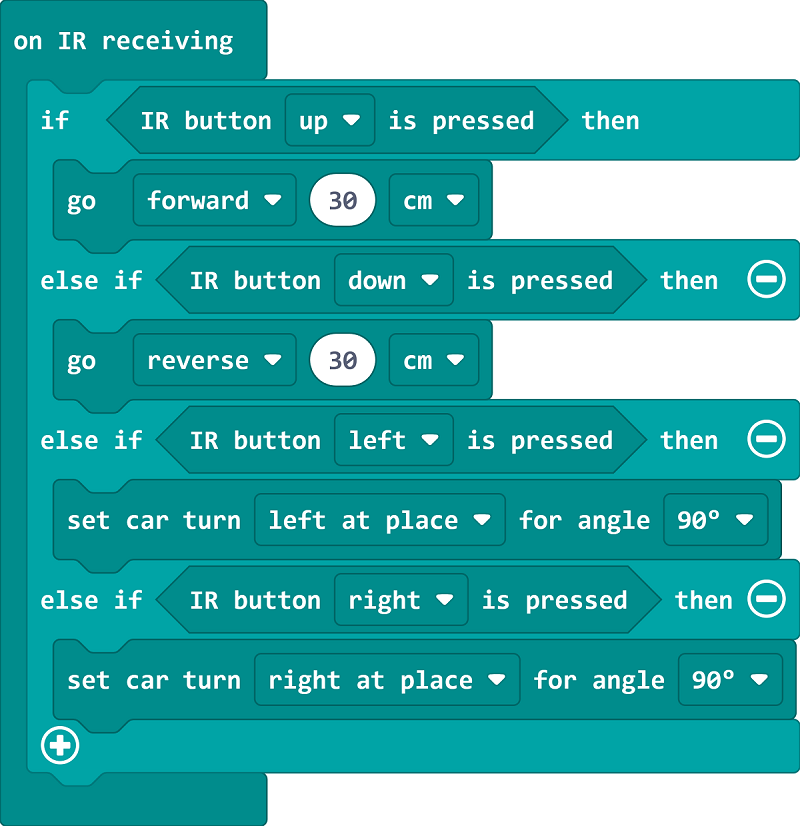 on IR receiving
if IR button up is pressed then
go forward 30 cm
else if IR button down is pressed then
go reverse 30 cm
else if IR button left is pressed then
set car turn left at place for angle 90°
else if IR button right is pressed then
set car turn right at place for angle 90°